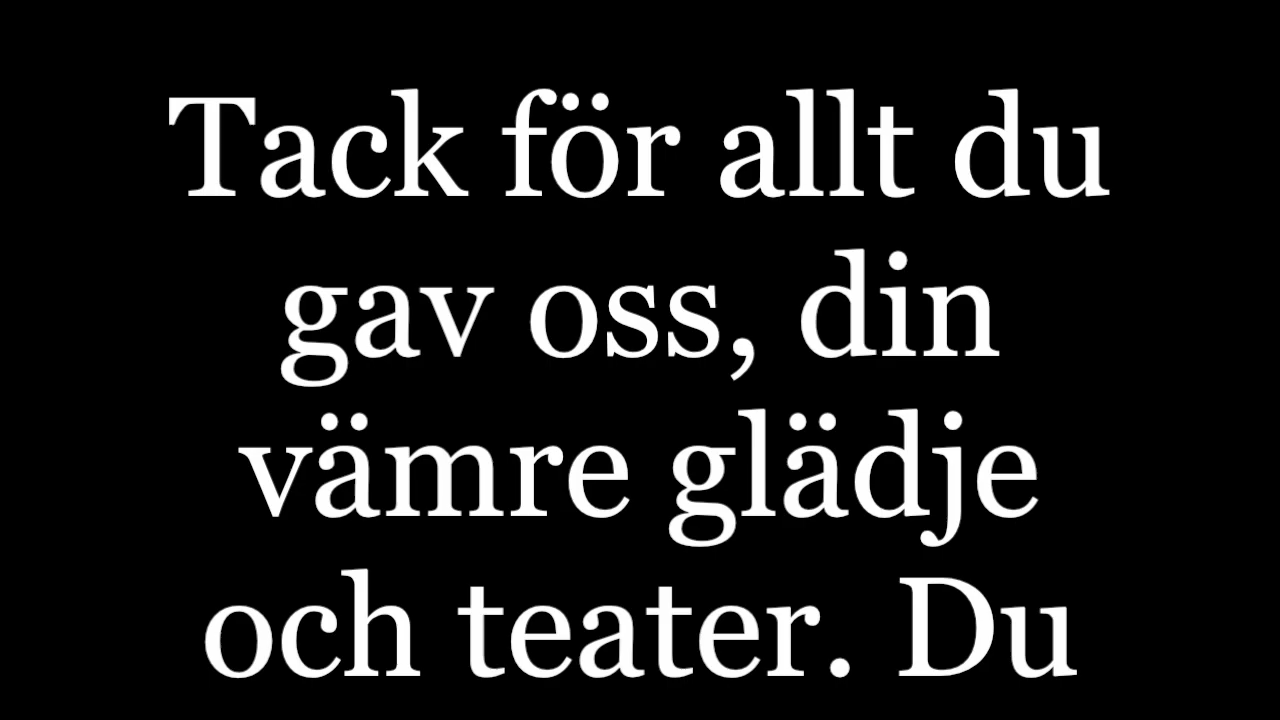 Tack för allt du
gav oss, din
vämre glädje
och teater. Du